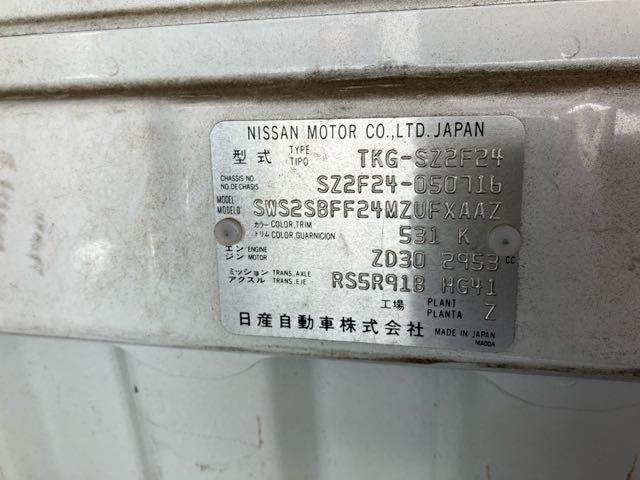 NISSAN MOTOR CO.,LTD.JAPAN
型式 TYPE TIPO TKG-SZ2F24
CHASSIS NO. NO.DE CHASIS SZ2F24-050716
MODEL MODELO SWS2SBFF24MZUFXAAZ
カラー COLOR,TRIM トリム COLOR,GUARNICION 531 K
エンジン ENGINE MOTOR ZD30 2953 CC
ミッション TRANS.,AXLE アクスル TRANS.,EJE RS5R91B HG41
工場 PLANT PLANTA Z
日産自動車株式会社 MADE IN JAPAN
MA0DA